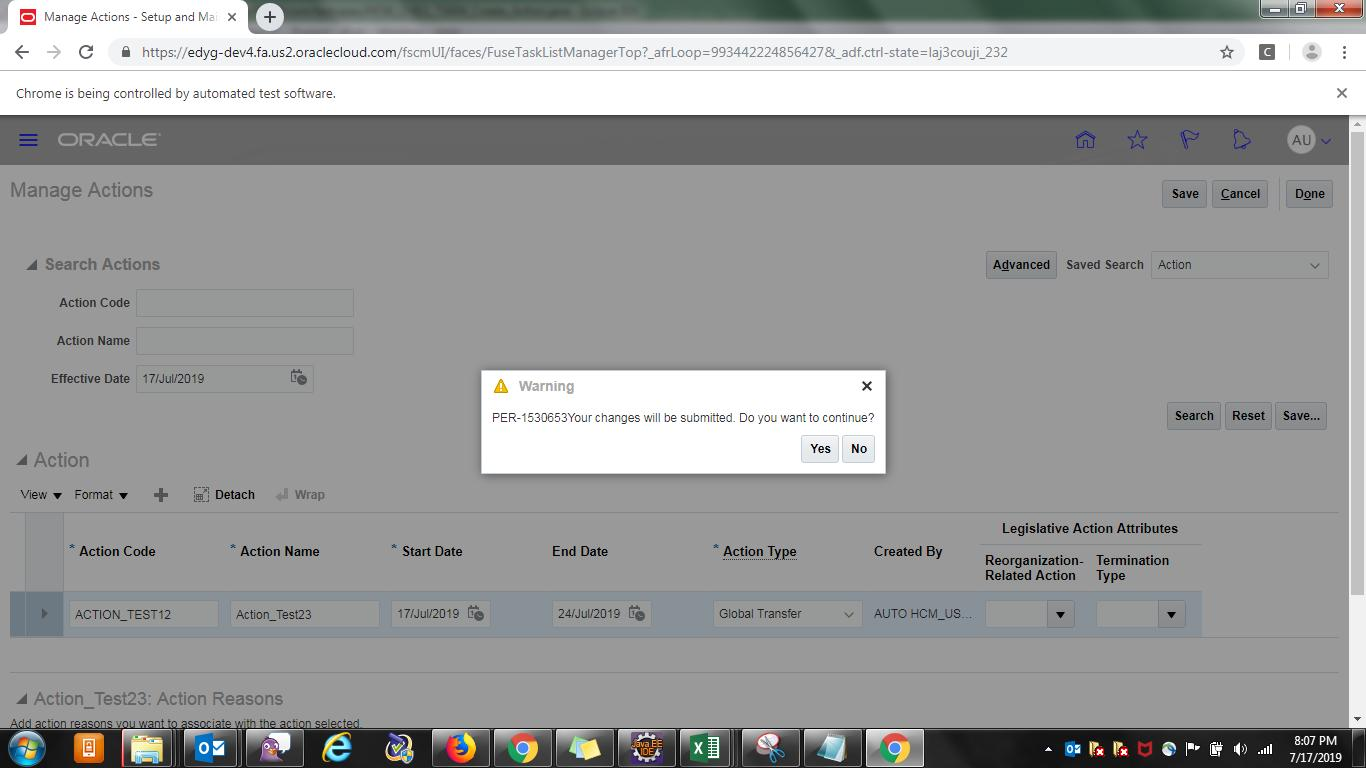 Manage Actions - Setup and Mai
https://edyg-dev4.fa.us2.oraclecloud.com/fscmUI/faces/FuseTaskListManagerTop?_afrLoop=993442224856427&_adf.ctrl-state=laj3couji_232
C
Chrome is being controlled by automated test software.
ORACLE
AU
Manage Actions
Save Cancel Done
Search Actions
Advanced Saved Search Action
Action Code
Action Name
Effective Date 17/Jul/2019
Warning
PER-1530653Your changes will be submitted. Do you want to continue?
Yes No
Search Reset Save...
Action
View Format Detach Wrap
Legislative Action Attributes
* Action Code * Action Name * Start Date End Date * Action Type Created By
Reorganization-Related Action
Termination Type
ACTION_TEST12 Action_Test23 17/Jul/2019 24/Jul/2019 Global Transfer AUTO HCM_US...
Action_Test23: Action Reasons
Add action reasons you want to associate with the action selected.
Java EE
IDE
8:07 PM
7/17/2019